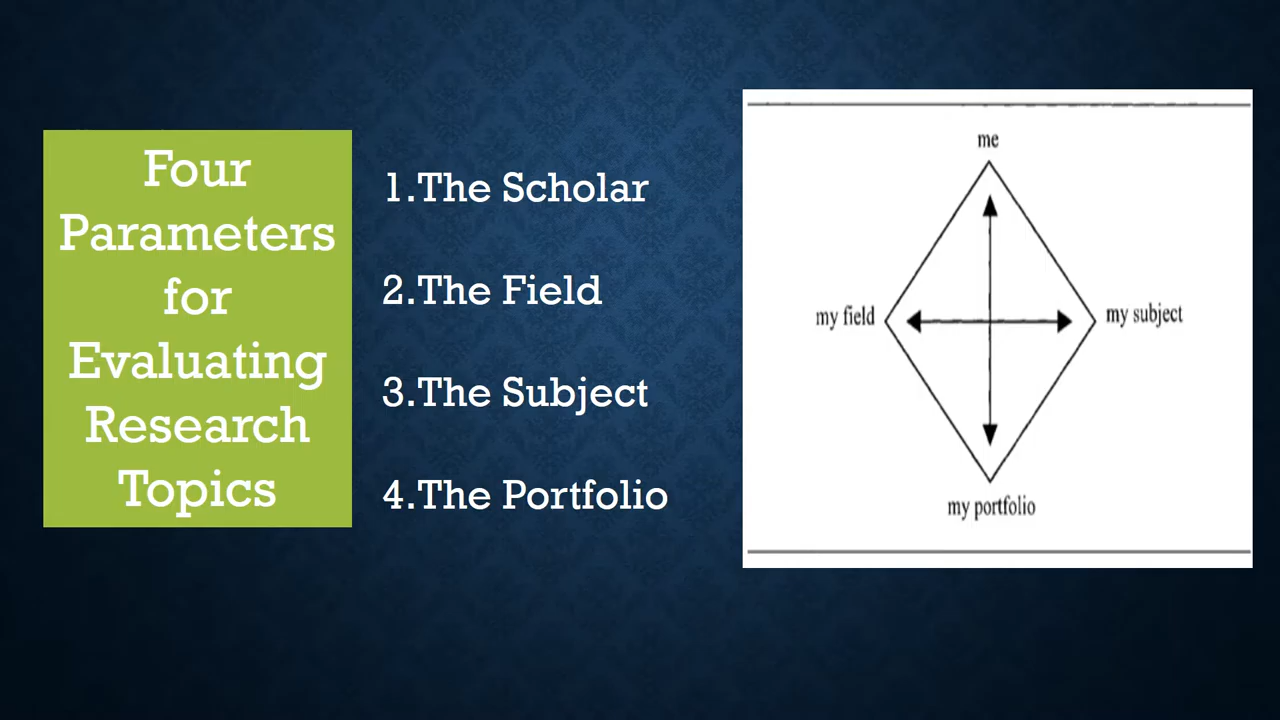 Four
Parameters
for
Evaluating
Research
Topics
1.The Scholar
2.The Field
3.The Subject
4.The Portfolio
me
my field
my subject
my portfolio